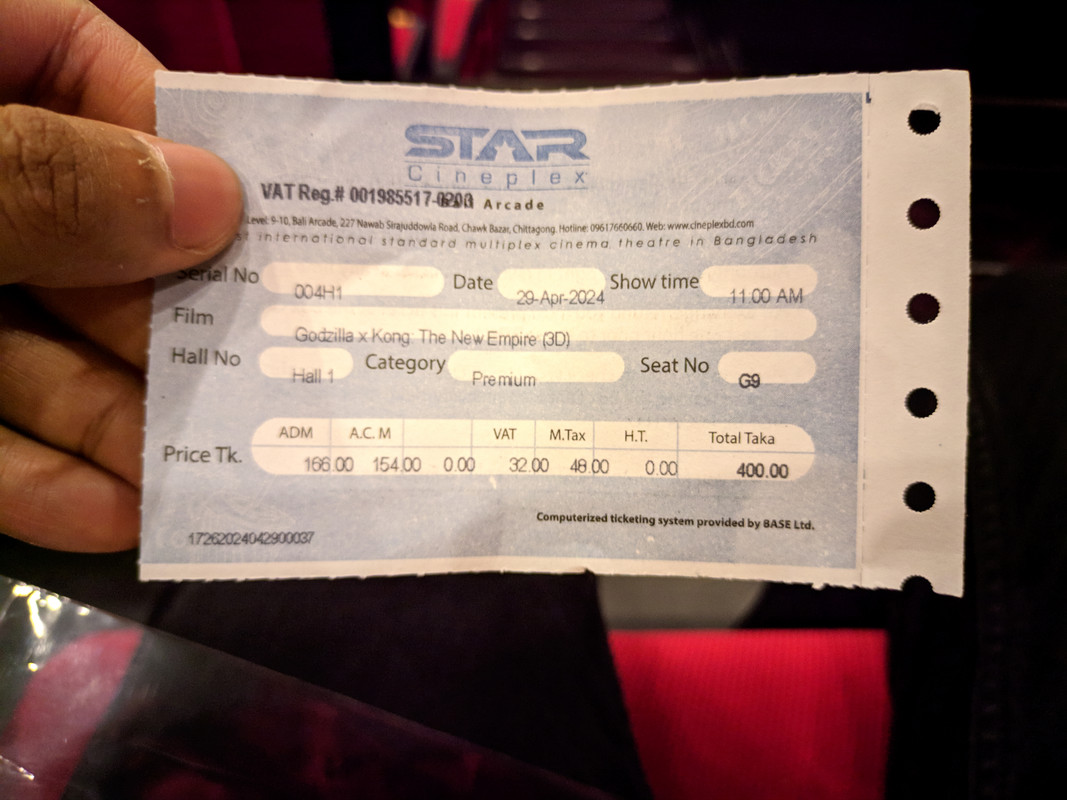 STAR
Cineplex
VAT Reg.# 001985517-0200 Arcade
Level: 9-10, Bali Arcade, 227 Nawab Sirajuddowla Road, Chawk Bazar, Chittagong. Hotline: 09617660660. Web: www.cineplexbd.com
international standard multiplex cinema theatre in Bangladesh
Serial No 004H1 Date 29-Apr-2024 Show time 11:00 AM
Film Godzilla x Kong: The New Empire (3D)
Hall No Hall 1 Category Premium Seat No G9
ADM A.C.M VAT M.Tax H.T. Total Taka
Price Tk. 166.00 154.00 0.00 32.00 48.00 0.00 400.00
Computerized ticketing system provided by BASE Ltd.
17262024042900037